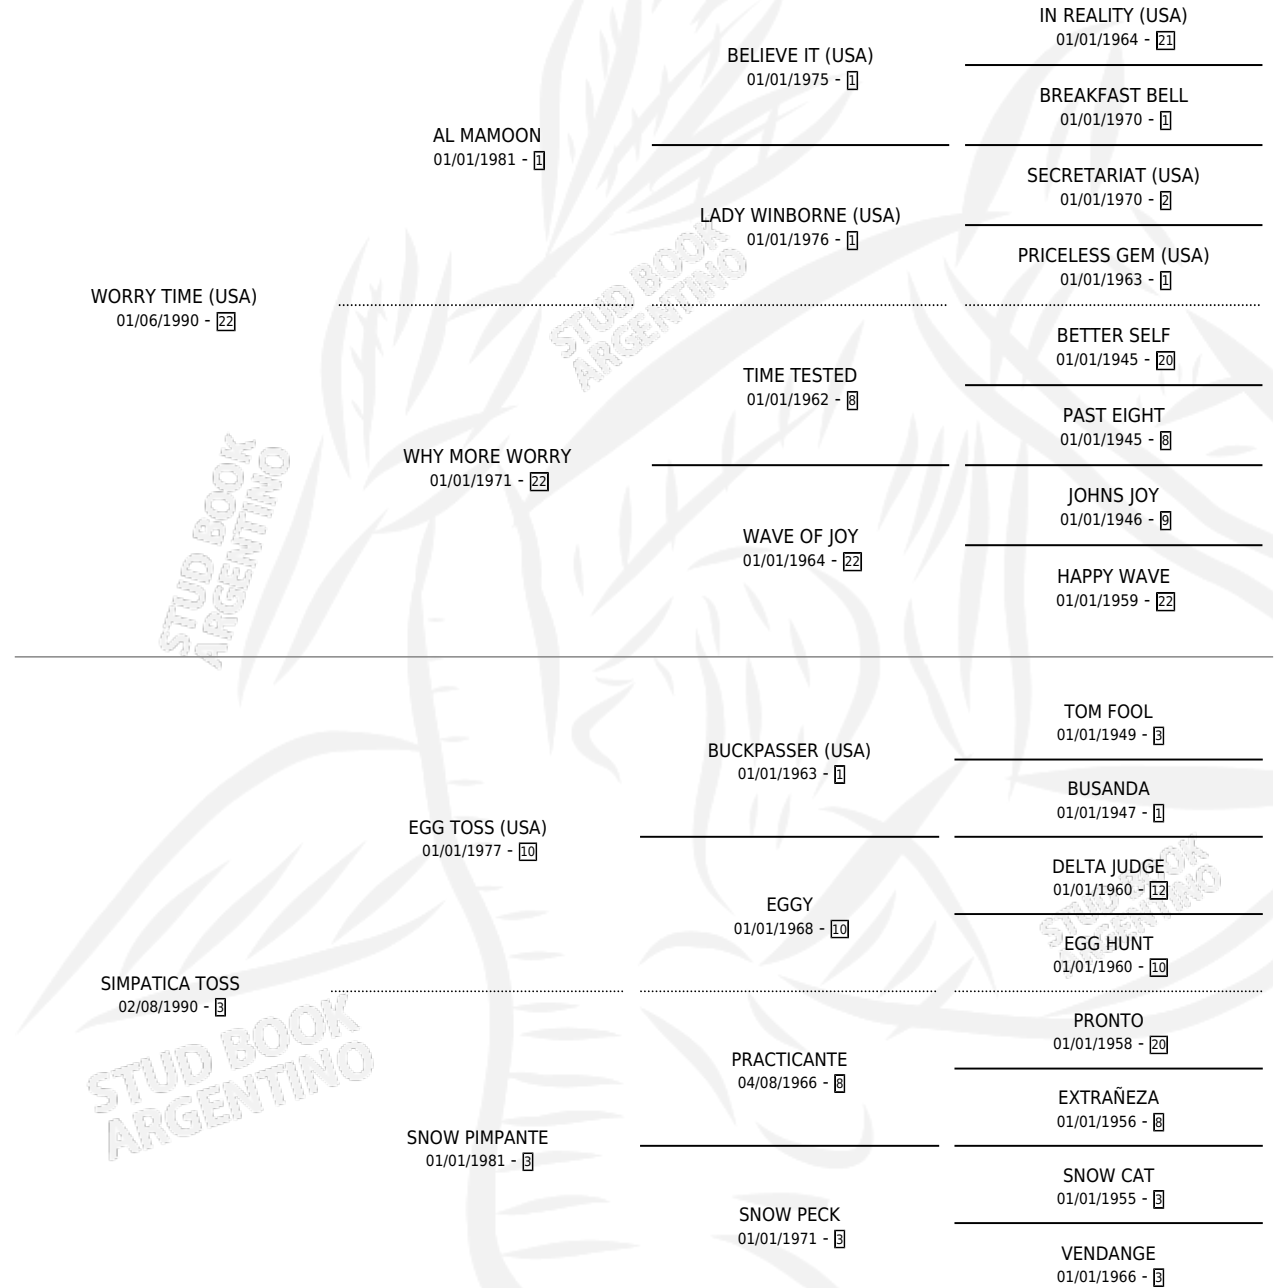 IN REALITY (USA)
01/01/1964 - 21
BELIEVE IT (USA)
01/01/1975 - 1
BREAKFAST BELL
01/01/1970 - 1
AL MAMOON
01/01/1981 - 1
SECRETARIAT (USA)
01/01/1970 - 2
LADY WINBORNE (USA)
01/01/1976 - 1
PRICELESS GEM (USA)
01/01/1963 - 1
WORRY TIME (USA)
01/06/1990 - 22
STUD BOOK
ARGENTINO
BETTER SELF
01/01/1945 - 20
TIME TESTED
01/01/1962 - 8
PAST EIGHT
01/01/1945 - 8
WHY MORE WORRY
01/01/1971 - 22
JOHNS JOY
01/01/1946 - 9
WAVE OF JOY
01/01/1964 - 22
HAPPY WAVE
01/01/1959 - 22
STUD BOOK
ARGENTINO
TOM FOOL
01/01/1949 - 3
BUCKPASSER (USA)
01/01/1963 - 1
BUSANDA
01/01/1947 - 1
EGG TOSS (USA)
01/01/1977 - 10
DELTA JUDGE
01/01/1960 - 12
EGGY
01/01/1968 - 10
EGG HUNT
01/01/1960 - 10
STUD BOOK
ARGENTINO
SIMPATICA TOSS
02/08/1990 - 3
PRONTO
01/01/1958 - 20
PRACTICANTE
04/08/1966 - 8
EXTRAÑEZA
01/01/1956 - 8
STUD BOOK
ARGENTINO
SNOW PIMPANTE
01/01/1981 - 3
SNOW CAT
01/01/1955 - 3
SNOW PECK
01/01/1971 - 3
VENDANGE
01/01/1966 - 3